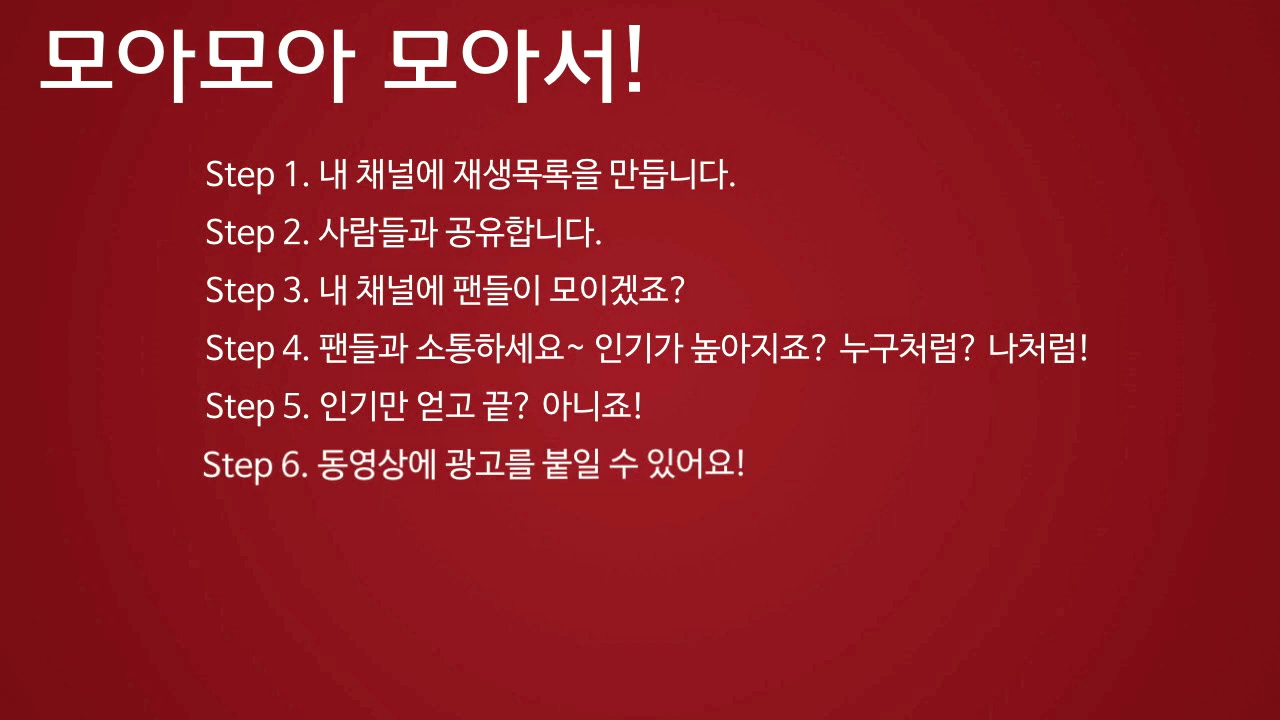 모아모아 모아서!
Step 1. 내 채널에 재생목록을 만듭니다.
Step 2. 사람들과 공유합니다.
Step 3. 내 채널에 팬들이 모이겠죠?
Step 4. 팬들과 소통하세요~ 인기가 높아지죠? 누구처럼? 나처럼!
Step 5. 인기만 얻고 끝? 아니죠!
Step 6. 동영상에 광고를 붙일 수 있어요!